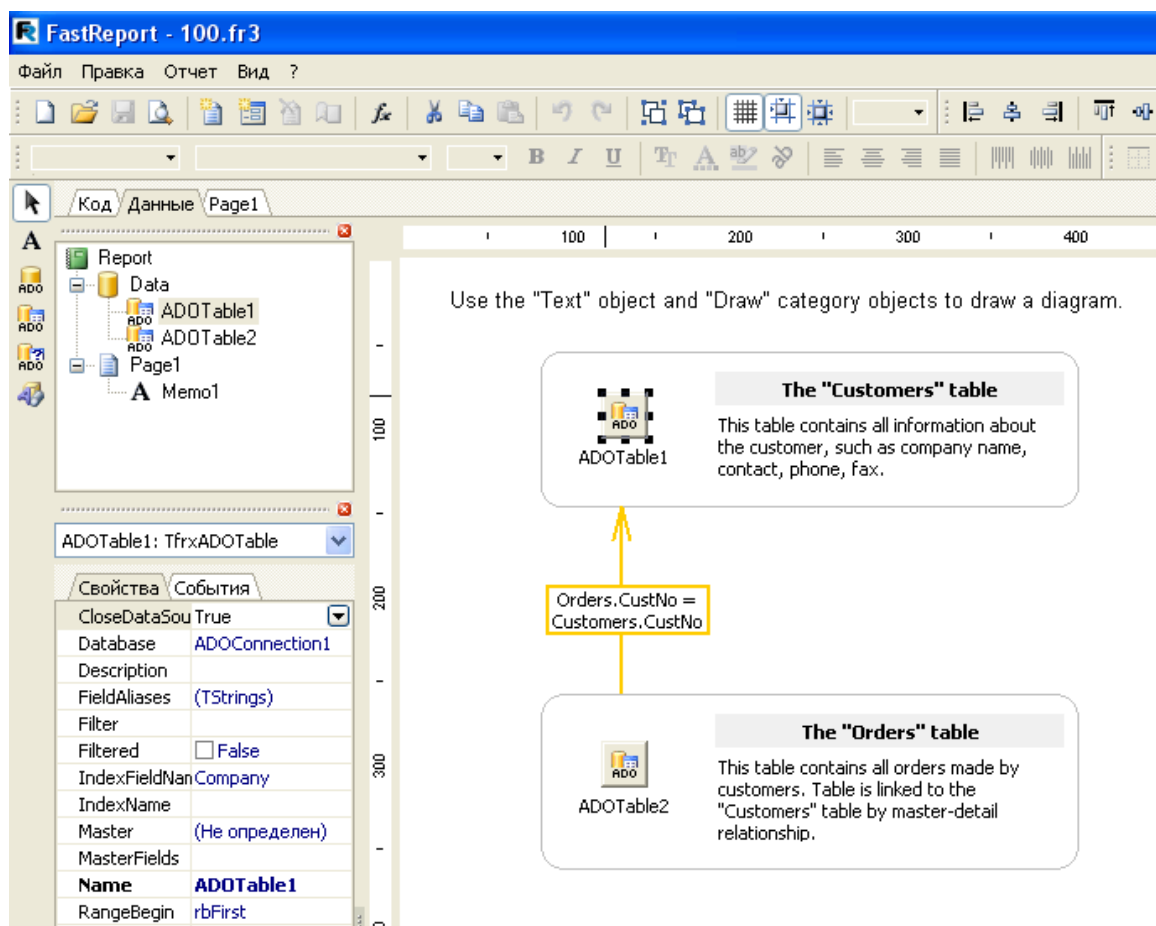 FastReport - 100.fr3
Файл Правка Отчет Вид ?
B I U
Код Данные Page1
Report
Data
ADOTable1
ADOTable2
Page1
A Memo1
ADOTable1: TfrxADOTable
Свойства События
CloseDataSou True
Database ADOConnection1
Description
FieldAliases (TStrings)
Filter
Filtered False
IndexFieldNan Company
IndexName
Master (Не определен)
MasterFields
Name ADOTable1
RangeBegin rbFirst
100 200 300 400
100
200
300
Use the "Text" object and "Draw" category objects to draw a diagram.
ADO
ADOTable1
The "Customers" table
This table contains all information about
the customer, such as company name,
contact, phone, fax.
Orders.CustNo =
Customers.CustNo
ADO
ADOTable2
The "Orders" table
This table contains all orders made by
customers. Table is linked to the
"Customers" table by master-detail
relationship.